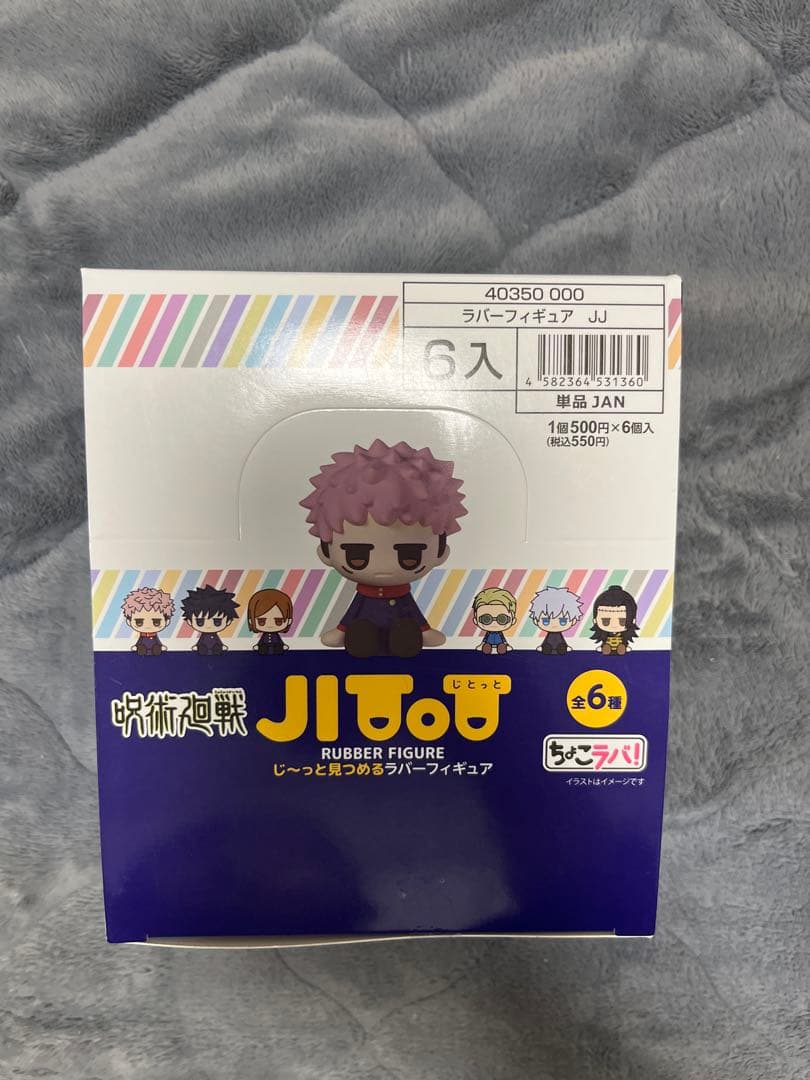 40350 000
ラバーフィギュア JJ
6入
4 582364 531360
単品 JAN
1個500円×6個入
(税込550円)
呪術廻戦
じとっと
JITOT
全6種
RUBBER FIGURE
じ〜っと見つめるラバーフィギュア
ちょこラバ!
イラストはイメージです